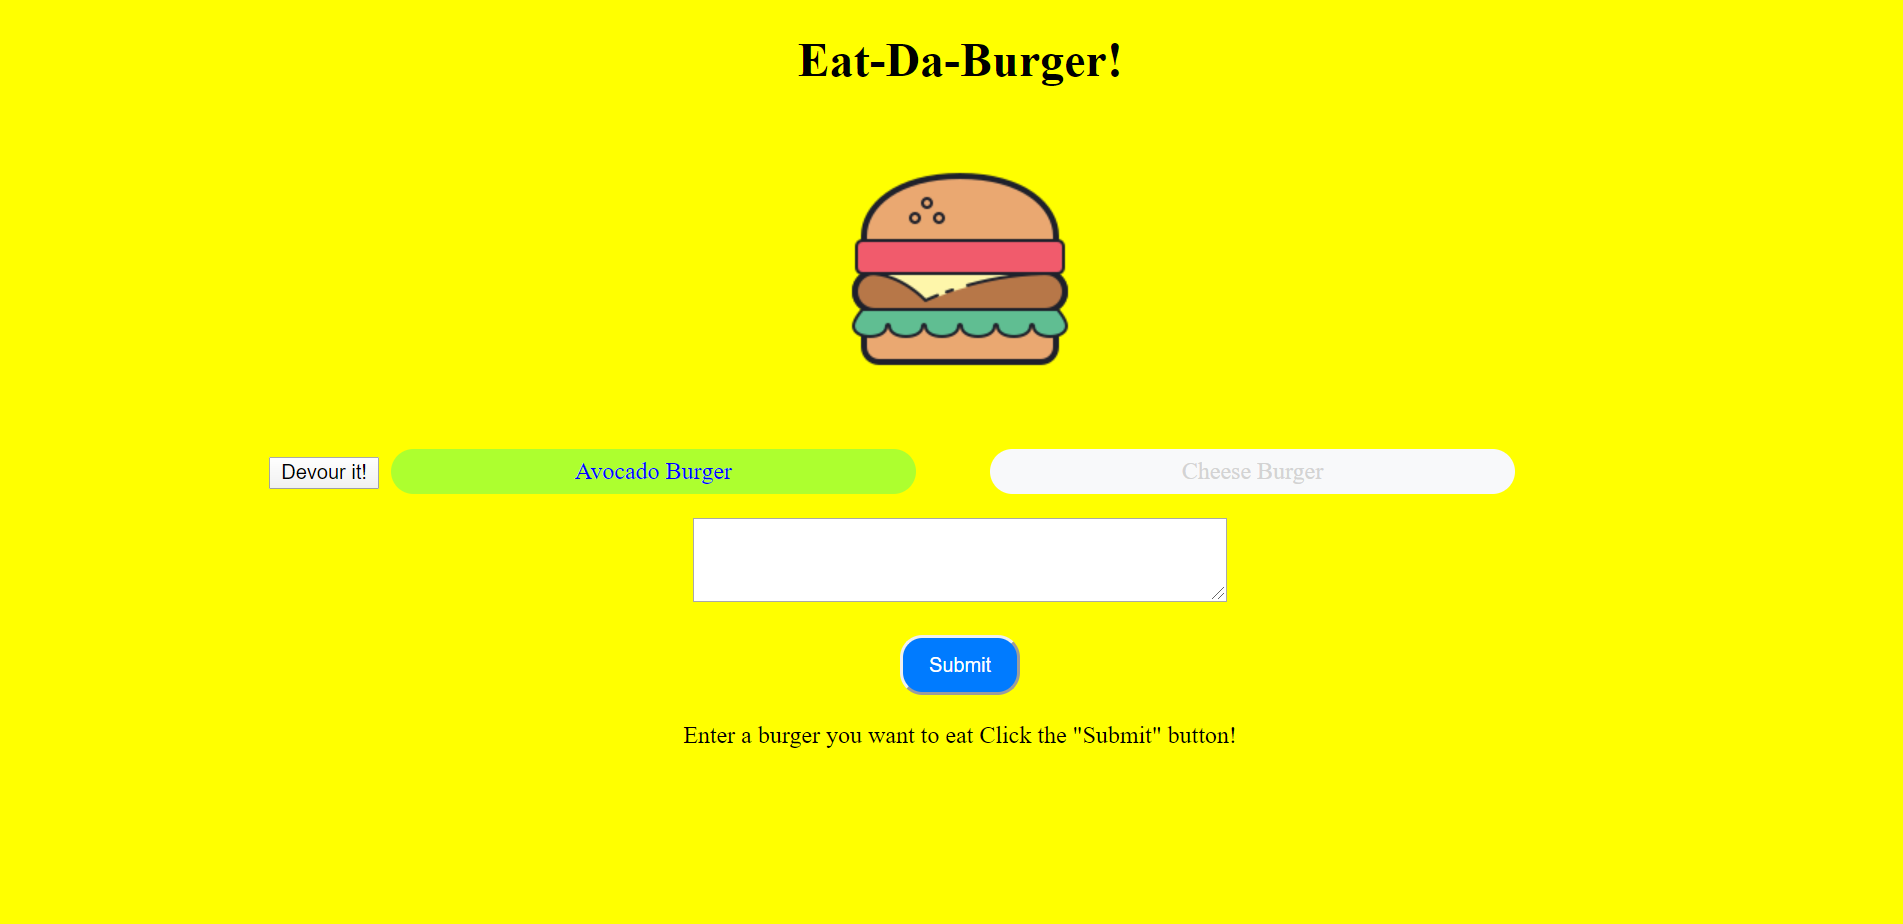 Eat-Da-Burger!
Devour it! Avocado Burger Cheese Burger
Submit
Enter a burger you want to eat Click the "Submit" button!